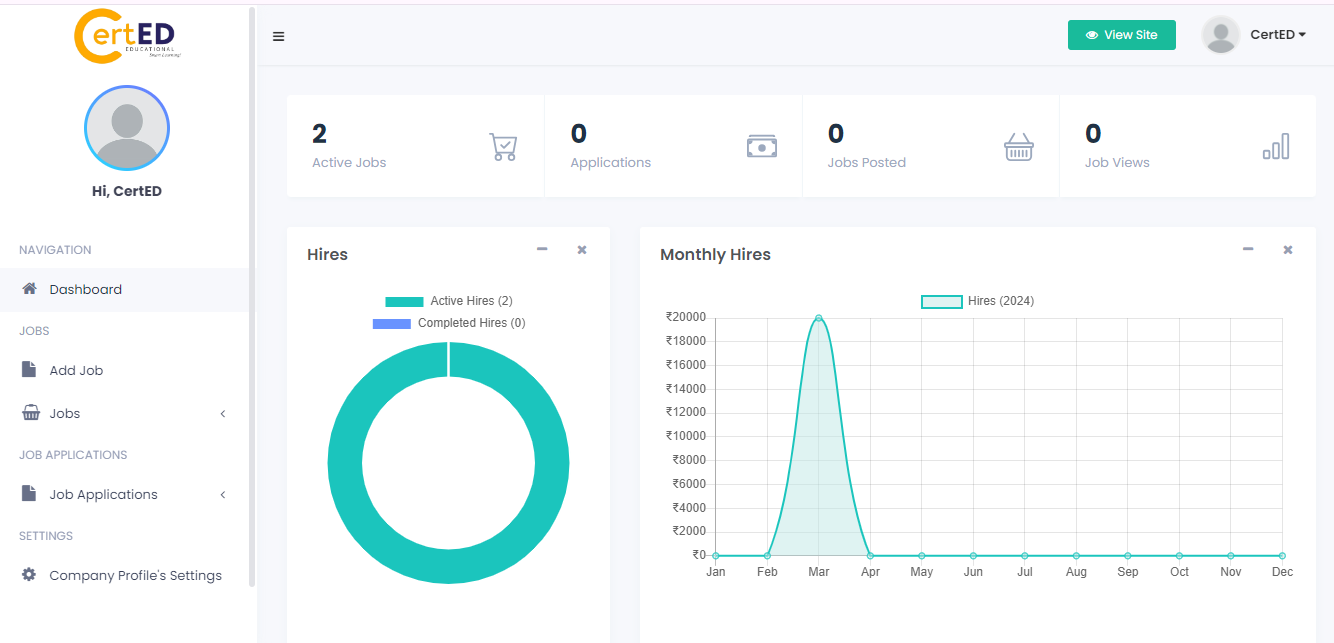 CertED
EDUCATIONAL
View Site
CertED
Hi, CertED
NAVIGATION
Dashboard
JOBS
Add Job
Jobs
JOB APPLICATIONS
Job Applications
SETTINGS
Company Profile's Settings
2
Active Jobs
0
Applications
0
Jobs Posted
0
Job Views
Hires
Active Hires (2)
Completed Hires (0)
Monthly Hires
Hires (2024)
₹20000
₹18000
₹16000
₹14000
₹12000
₹10000
₹8000
₹6000
₹4000
₹2000
₹0
Jan Feb Mar Apr May Jun Jul Aug Sep Oct Nov Dec